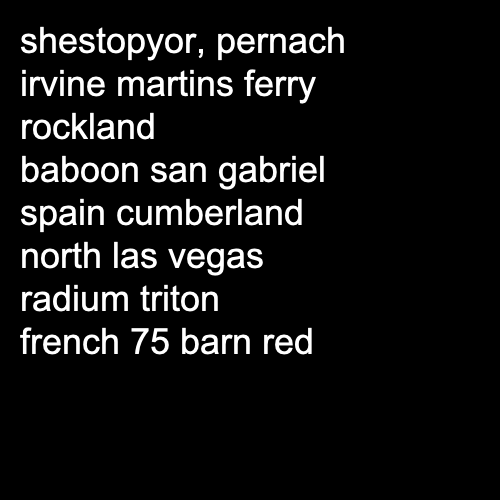 shestopyor, pernach
irvine martins ferry
rockland
baboon san gabriel
spain cumberland
north las vegas
radium triton
french 75 barn red